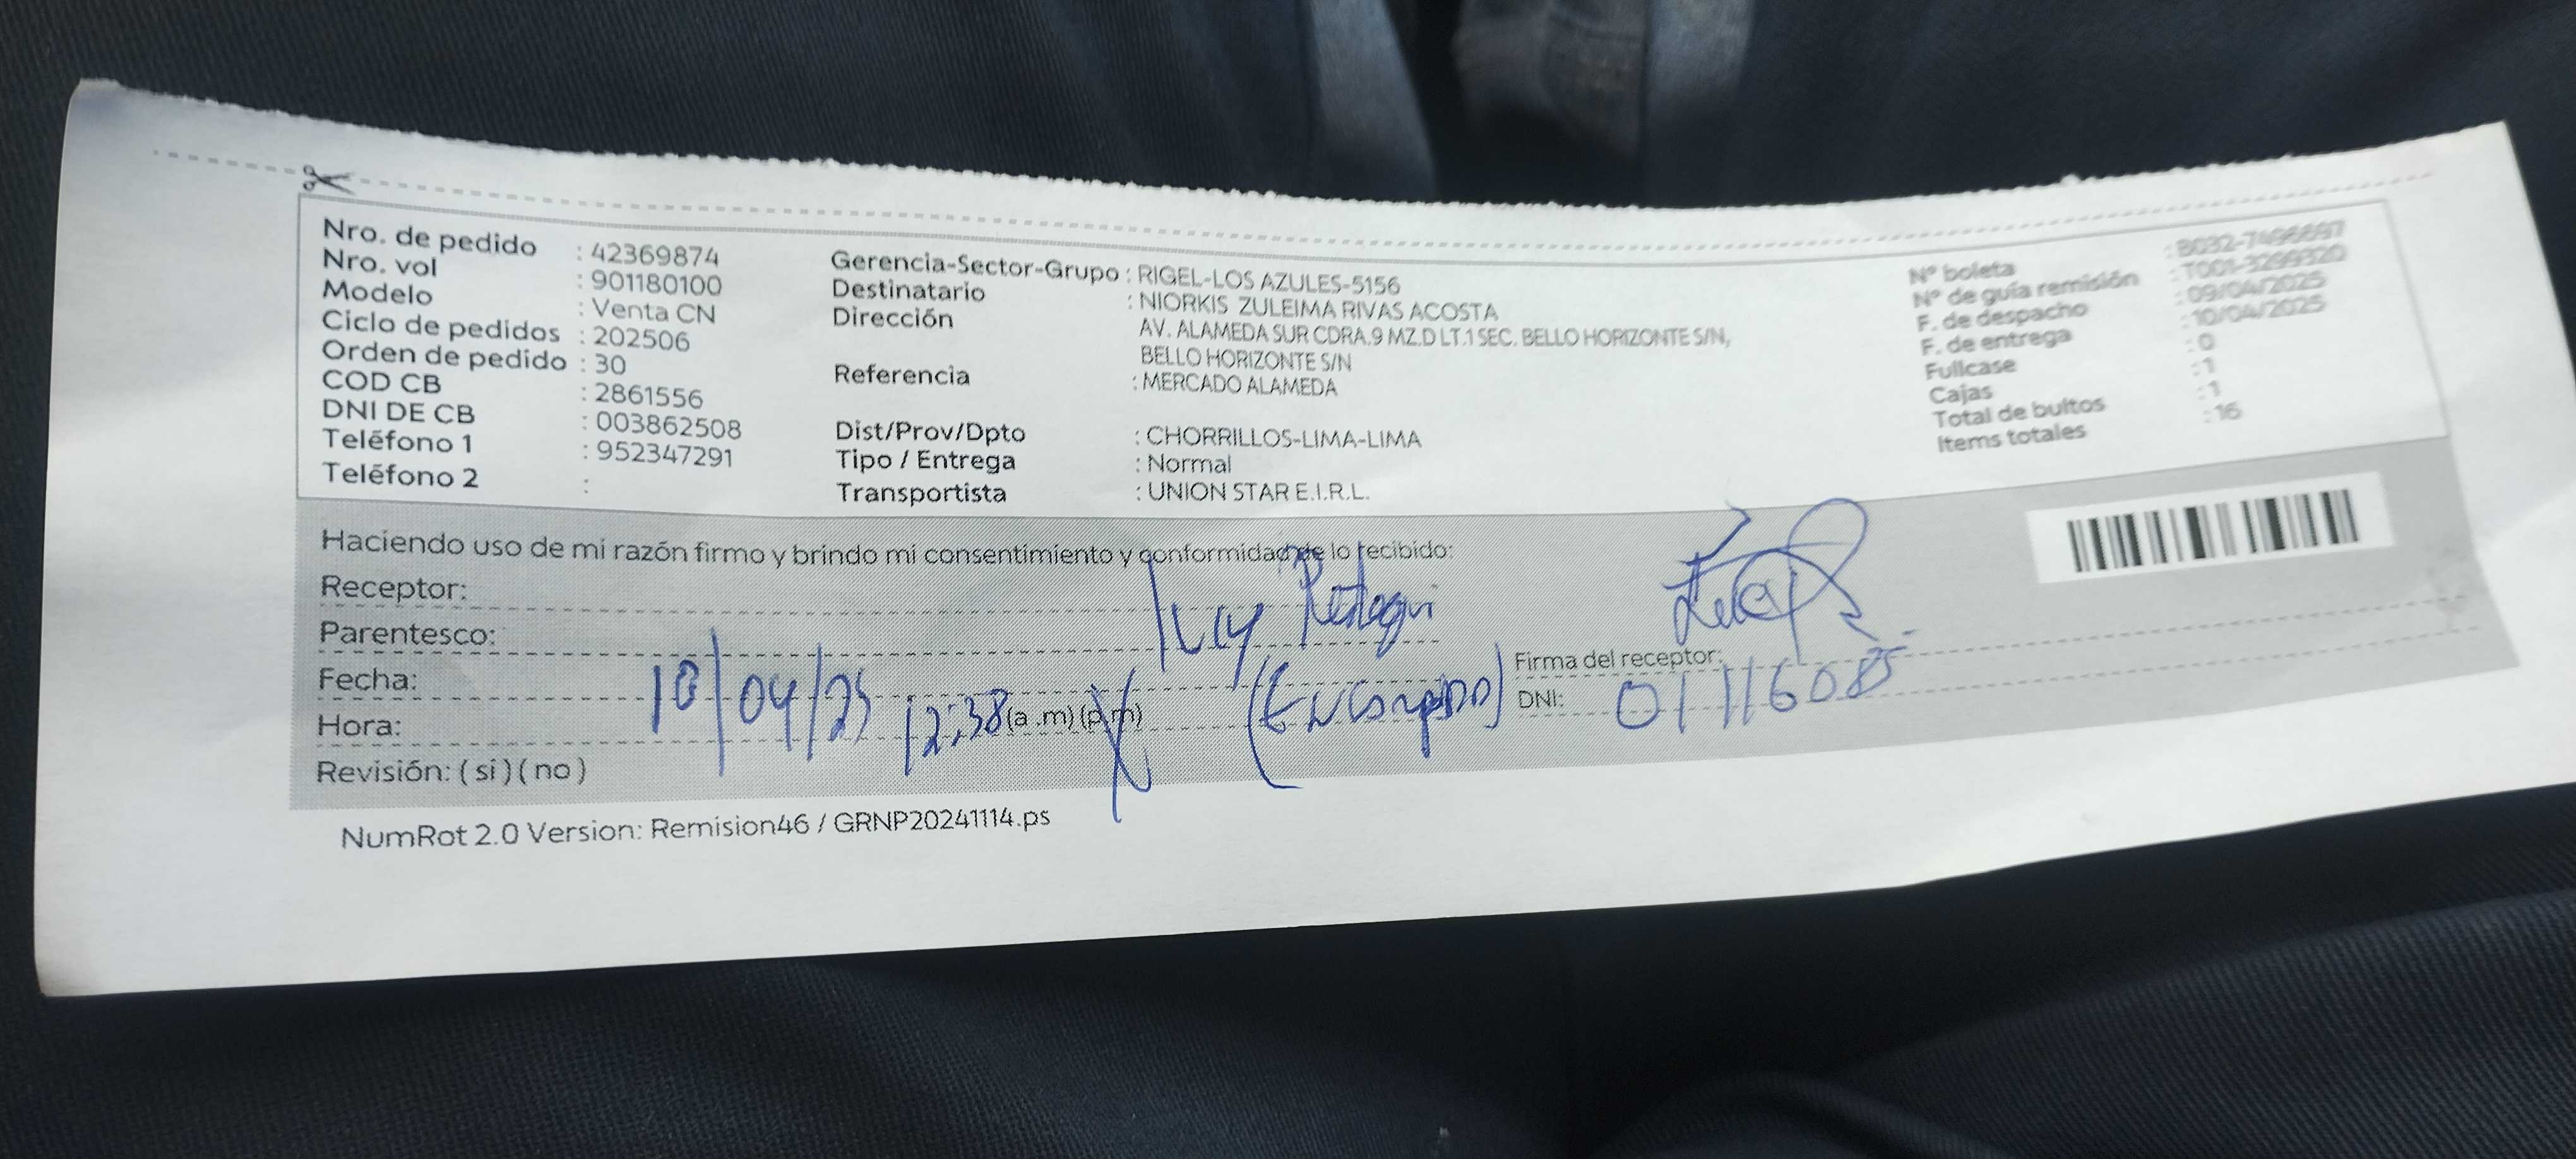 Nro. de pedido : 42369874
Nro. vol : 901180100
Modelo : Venta CN
Ciclo de pedidos : 202506
Orden de pedido : 30
COD CB : 2861556
DNI DE CB : 003862508
Teléfono 1 : 952347291
Teléfono 2 :
Gerencia-Sector-Grupo : RIGEL-LOS AZULES-5156
Destinatario : NIORKIS ZULEIMA RIVAS ACOSTA
Dirección AV. ALAMEDA SUR CDRA.9 MZ.D LT.1 SEC. BELLO HORIZONTE S/N,
BELLO HORIZONTE S/N
Referencia : MERCADO ALAMEDA
Dist/Prov/Dpto : CHORRILLOS-LIMA-LIMA
Tipo / Entrega : Normal
Transportista : UNION STAR E.I.R.L.
Nº boleta
Nº de guía remisión : T001-3299320
F. de despacho : 09/04/2025
F. de entrega : 10/04/2025
Fullcase : 0
Cajas : 1
Total de bultos : 1
Items totales : 16
Haciendo uso de mi razón firmo y brindo mi consentimiento y conformidad de lo recibido:
Receptor:
Parentesco:
Fecha: 10/04/25
Hora: 12:38 (a .m) (p.m)
Revisión: ( si ) ( no )
Firma del receptor:
DNI: 01116085
NumRot 2.0 Version: Remision46 / GRNP20241114.ps